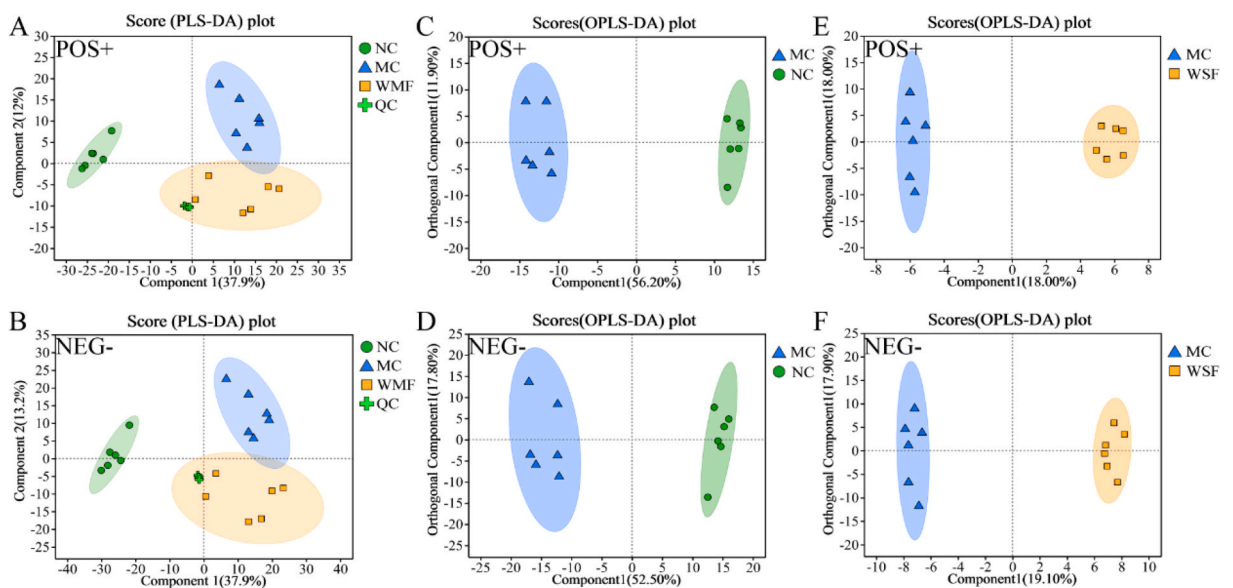 A
Score (PLS-DA) plot
POS+
NC
MC
WMF
QC
Component 2(12%)
30
25
20
15
10
5
0
-5
-10
-15
-20
-30 -25 -20 -15 -10 -5 0 5 10 15 20 25 30 35
Component 1(37.9%)
C
Scores(OPLS-DA) plot
POS+
MC
NC
Orthogonal Component1(11.90%)
20
15
10
5
0
-5
-10
-15
-20
-20 -15 -10 -5 0 5 10 15
Component1(56.20%)
E
Scores(OPLS-DA) plot
POS+
MC
WSF
Orthogonal Component1(18.00%)
20
15
10
5
0
-5
-10
-15
-20
-8 -6 -4 -2 0 2 4 6 8
Component1(18.00%)
B
Score (PLS-DA) plot
NEG-
NC
MC
WMF
QC
Component 2(13.2%)
35
30
25
20
15
10
5
0
-5
-10
-15
-20
-25
-40 -30 -20 -10 0 10 20 30 40
Component 1(37.9%)
D
Scores(OPLS-DA) plot
NEG-
MC
NC
Orthogonal Component1(17.80%)
25
20
15
10
5
0
-5
-10
-15
-20
-25
-25 -20 -15 -10 -5 0 5 10 15 20
Component1(52.50%)
F
Scores(OPLS-DA) plot
NEG-
MC
WSF
Orthogonal Component1(17.90%)
25
20
15
10
5
0
-5
-10
-15
-20
-10 -8 -6 -4 -2 0 2 4 6 8 10
Component1(19.10%)